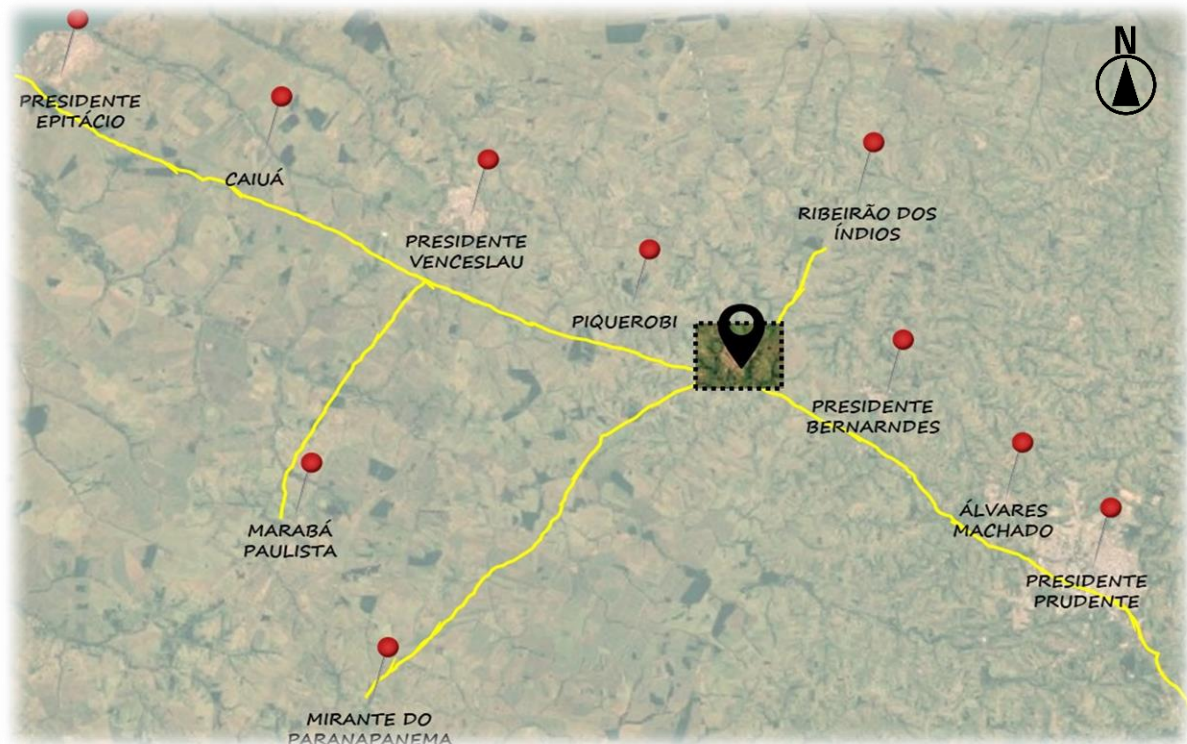 N
PRESIDENTE
EPITÁCIO
CAIUÁ
PRESIDENTE
VENCESLAU
RIBEIRÃO DOS
ÍNDIOS
PIQUEROBI
PRESIDENTE
BERNARNDES
ÁLVARES
MACHADO
MARABÁ
PAULISTA
PRESIDENTE
PRUDENTE
MIRANTE DO
PARANAPANEMA